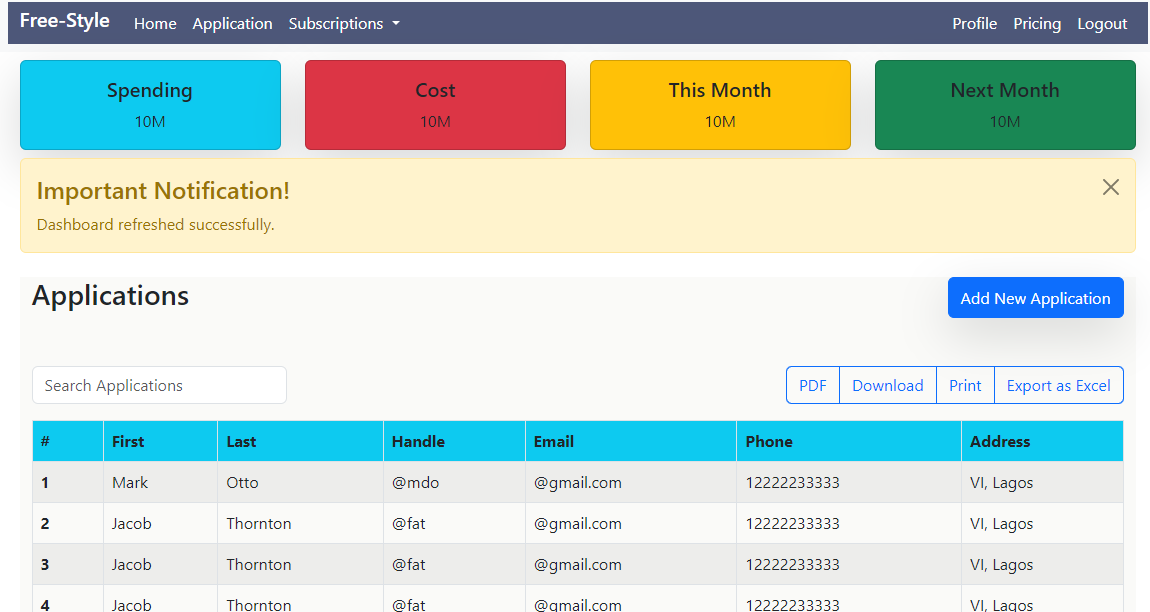 Free-Style Home Application Subscriptions Profile Pricing Logout
Spending Cost This Month Next Month
10M 10M 10M 10M
Important Notification!
Dashboard refreshed successfully.
Applications Add New Application
Search Applications PDF Download Print Export as Excel
# First Last Handle Email Phone Address
1 Mark Otto @mdo @gmail.com 12222233333 VI, Lagos
2 Jacob Thornton @fat @gmail.com 12222233333 VI, Lagos
3 Jacob Thornton @fat @gmail.com 12222233333 VI, Lagos
4 Jacob Thornton @fat @gmail.com 12222233333 VI, Lagos